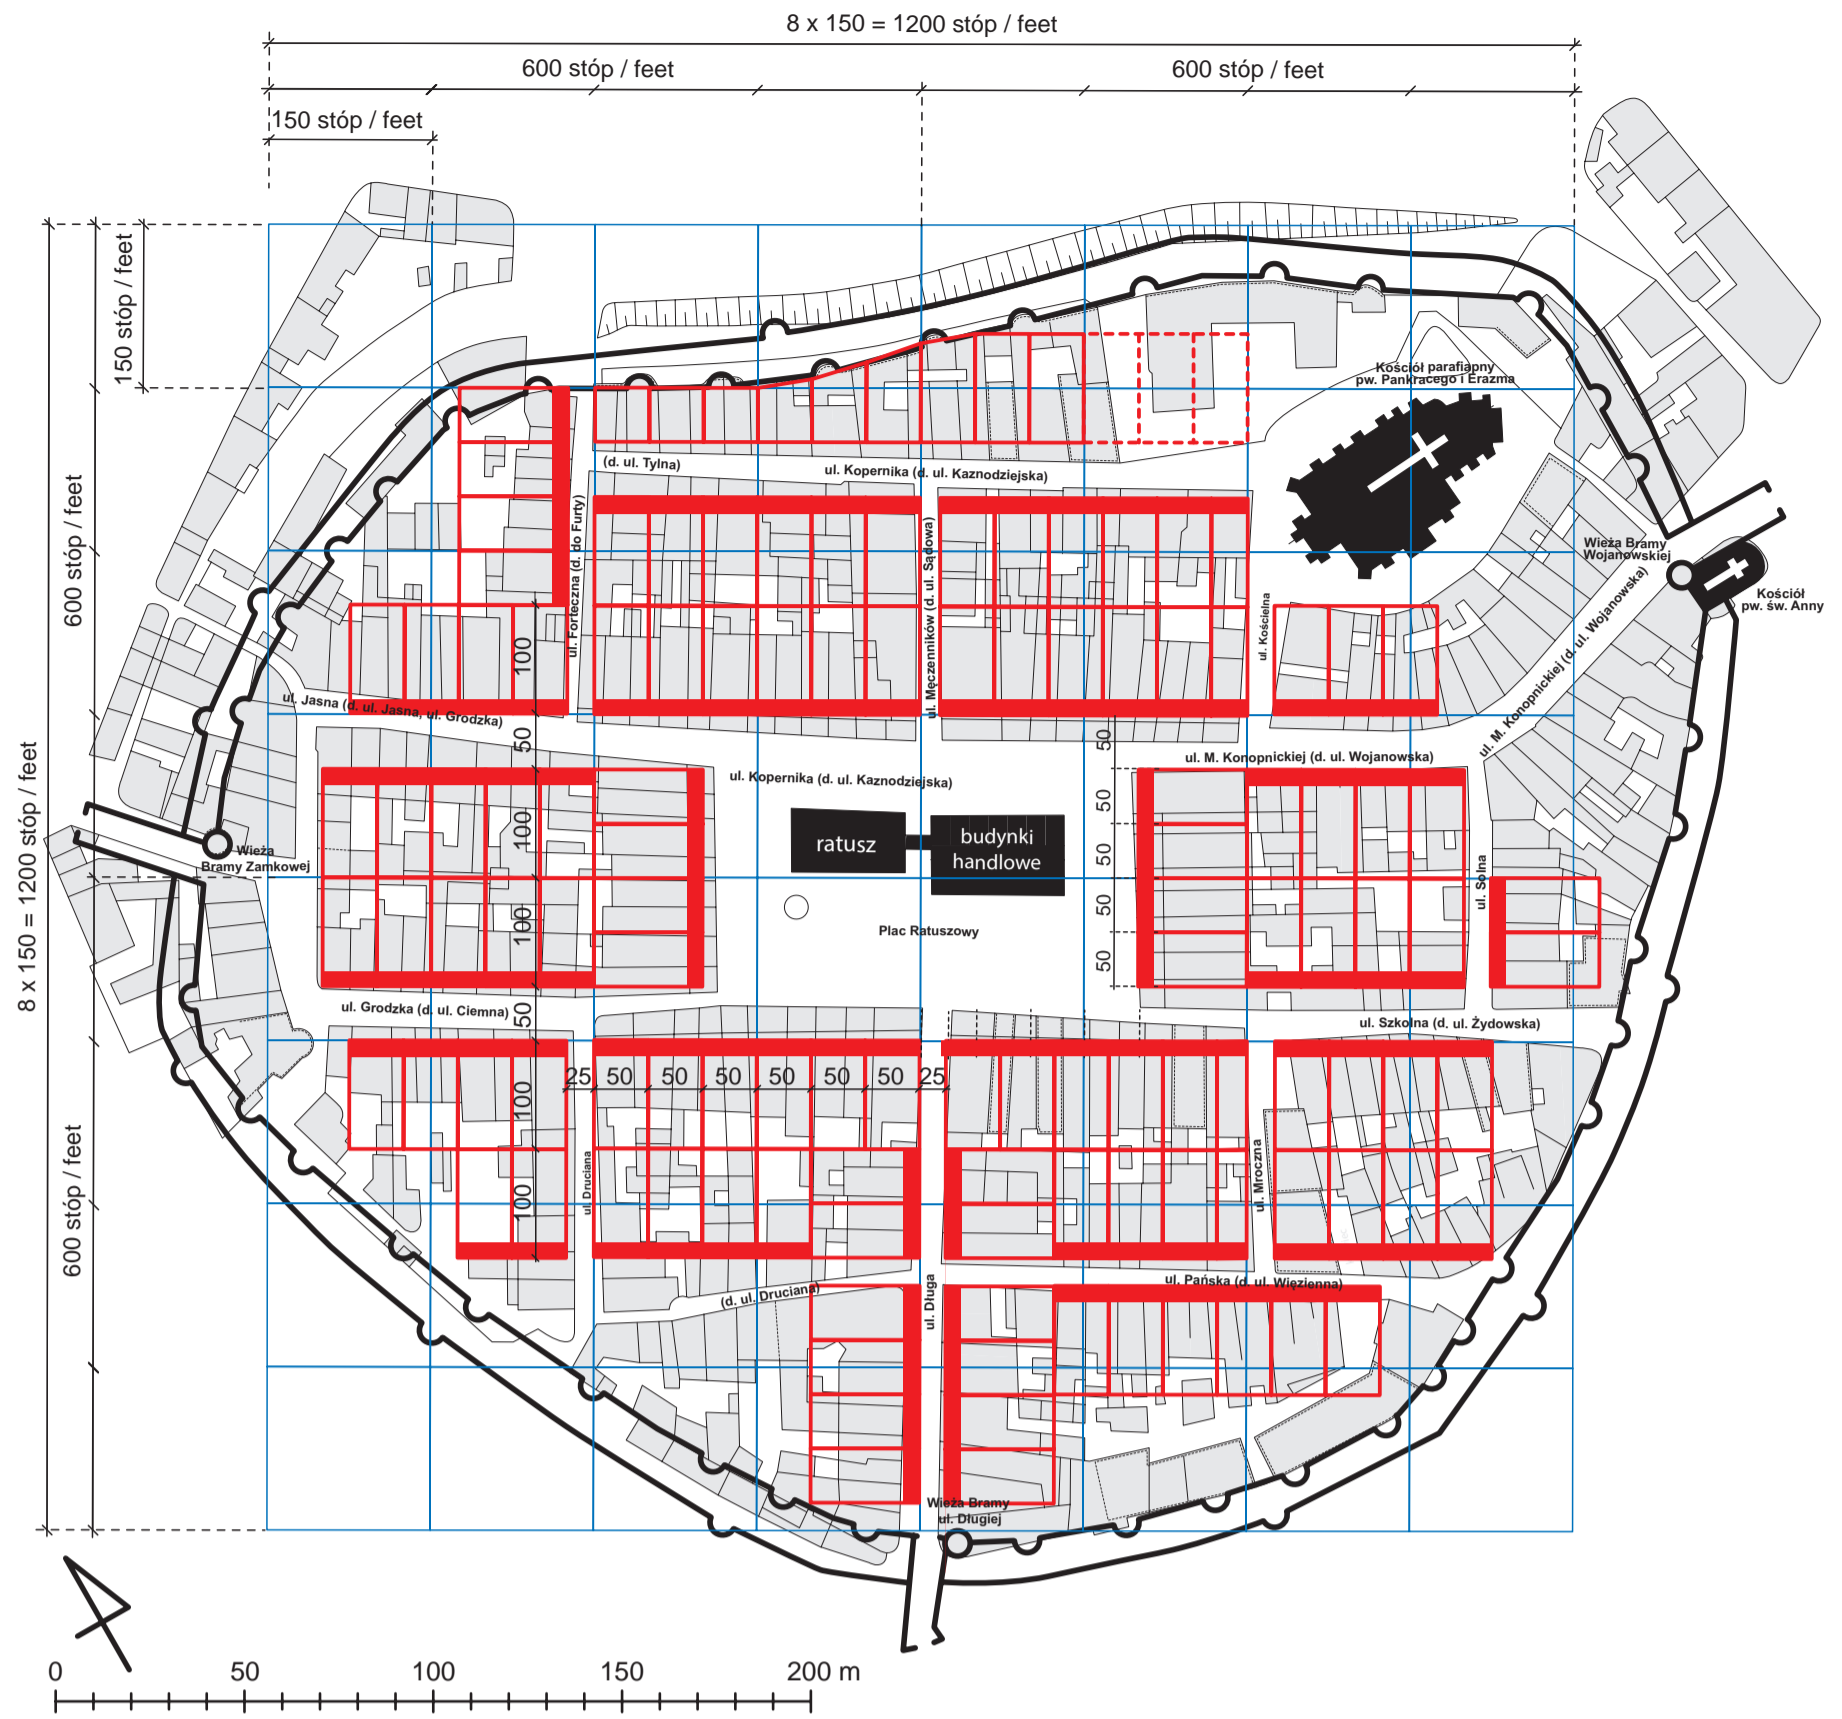 8 x 150 = 1200 stóp / feet
600 stóp / feet
600 stóp / feet
150 stóp / feet
150 stóp / feet
600 stóp / feet
8 x 150 = 1200 stóp / feet
600 stóp / feet
Kościół parafiapny
pw. Pankracego i Erazma
(d. ul. Tylna)
ul. Kopernika (d. ul. Kaznodziejska)
ul. Forteczna (d. do Furty)
ul. Męczenników (d. ul. Sądowa)
ul. Kościelna
Wieża Bramy
Wojanowskiej
Kościół
pw. św. Anny
ul. M. Konopnickiej (d. ul. Wojanowska)
100
ul. Jasna (d. ul. Jasna, ul. Grodzka)
50
50
ul. M. Konopnickiej (d. ul. Wojanowska)
ul. Kopernika (d. ul. Kaznodziejska)
50
100
ratusz
budynki
handlowe
Wieża
Bramy Zamkowej
50
ul. Solna
100
50
Plac Ratuszowy
50
ul. Grodzka (d. ul. Ciemna)
50
ul. Szkolna (d. ul. Żydowska)
25
50
50
50
50
50
50
25
100
ul. Druciana
100
ul. Mroczna
ul. Pańska (d. ul. Więzienna)
(d. ul. Druciana)
ul. Długa
Wieża Bramy
ul. Długiej
0
50
100
150
200 m